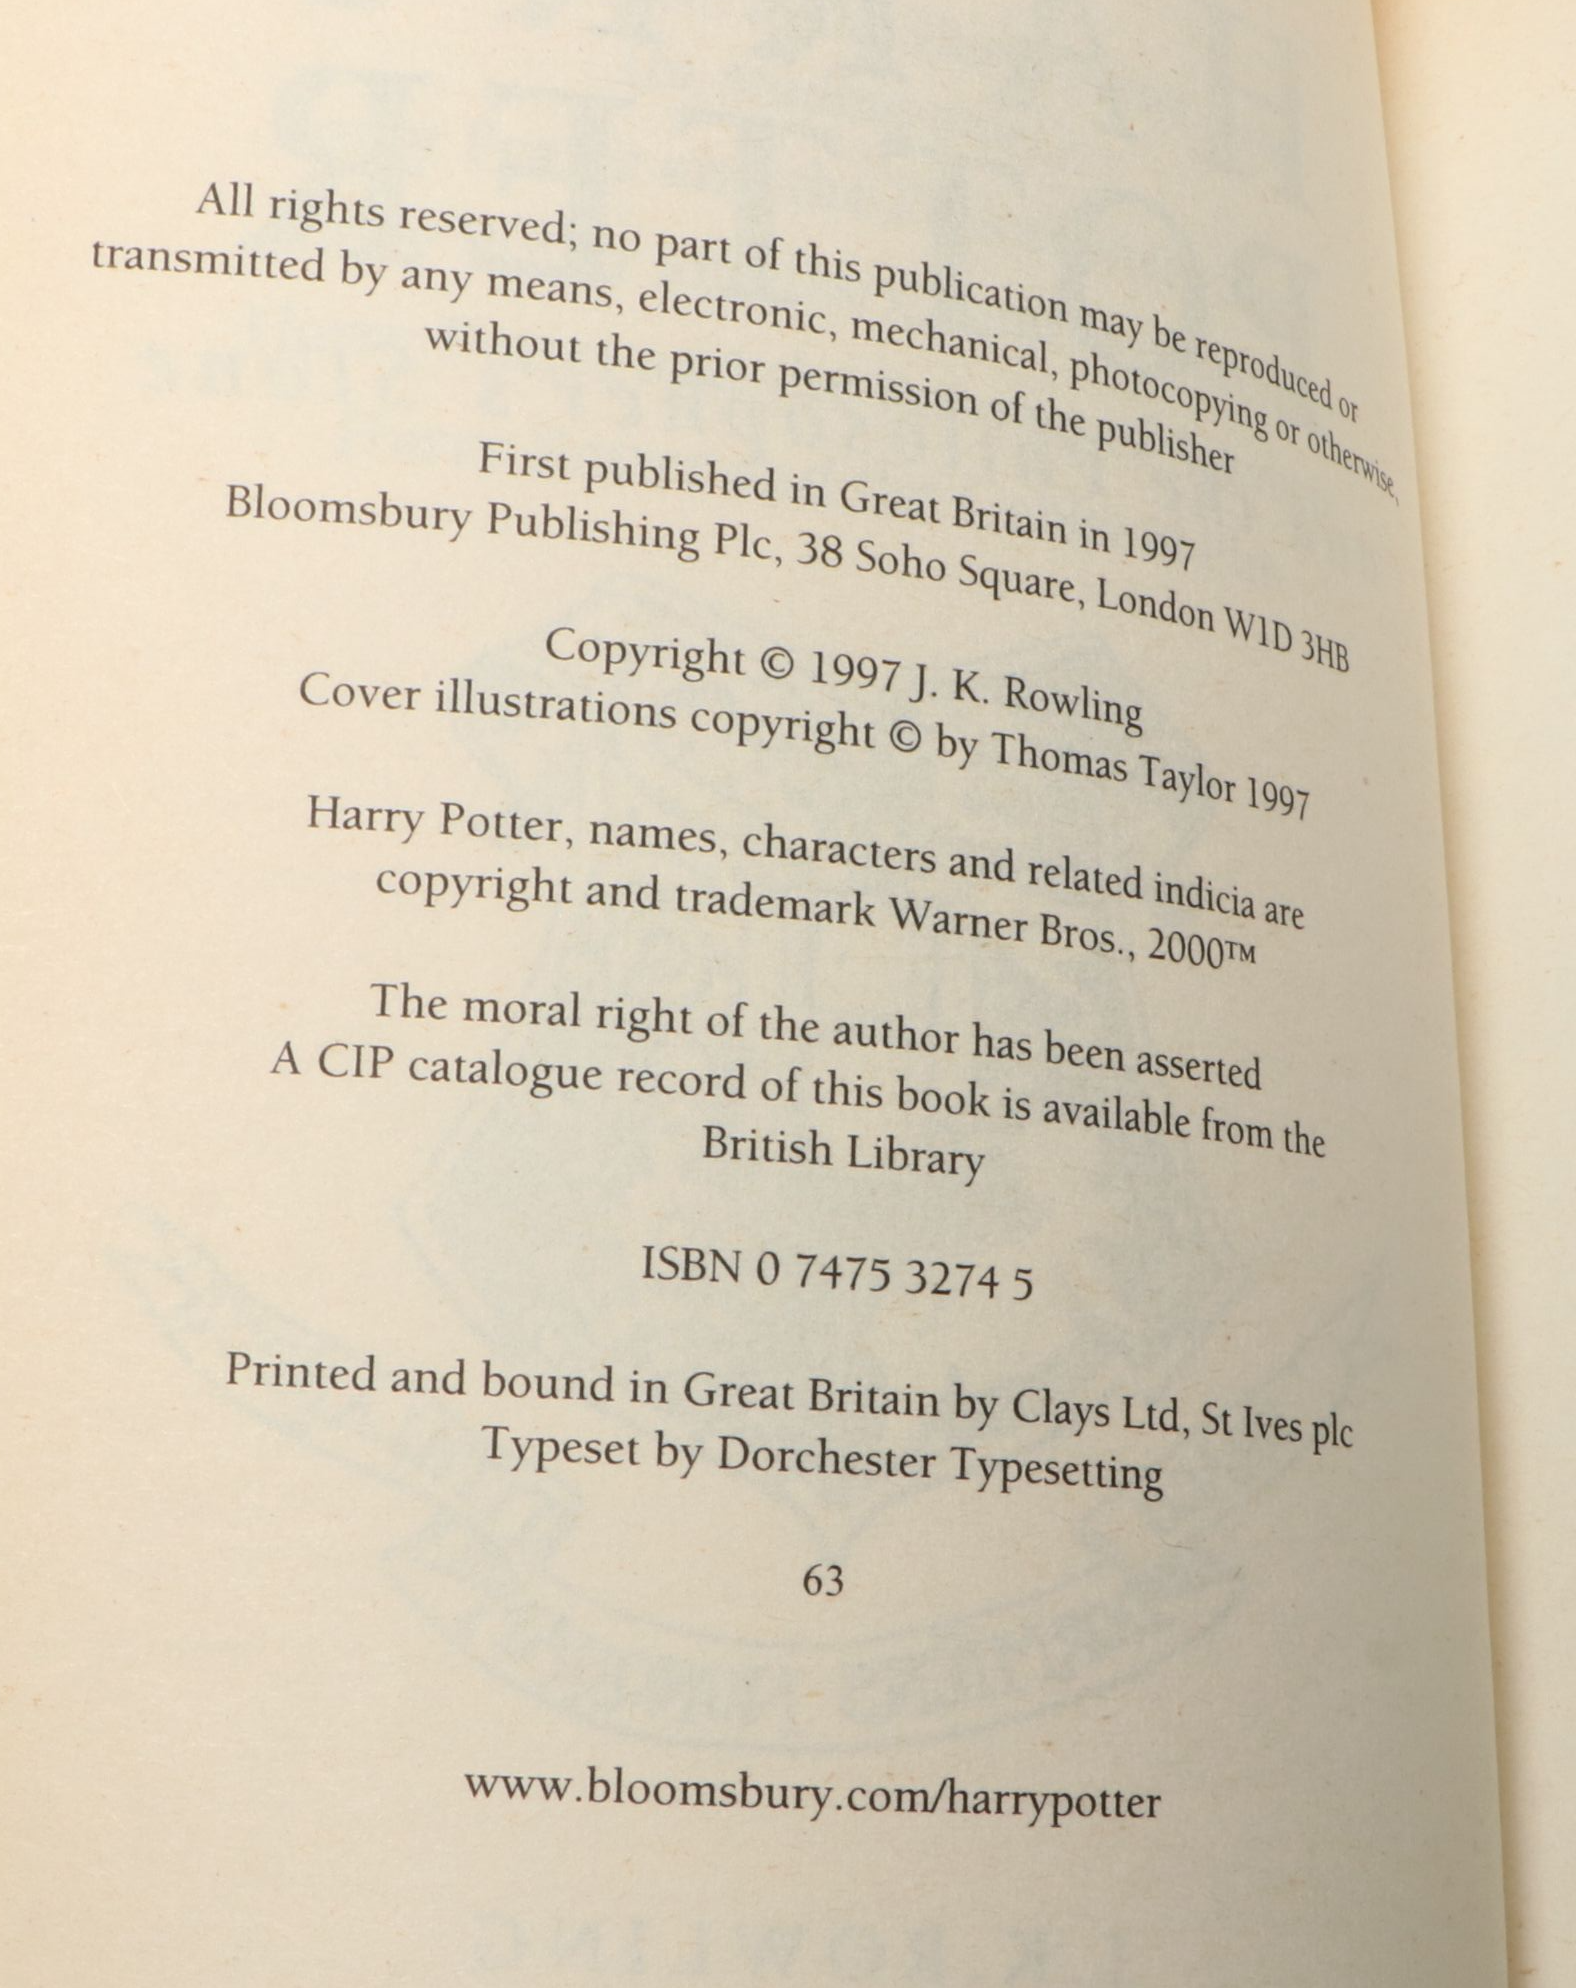 All rights reserved; no part of this publication may be reproduced or
transmitted by any means, electronic, mechanical, photocopying or otherwise,
without the prior permission of the publisher
First published in Great Britain in 1997
Bloomsbury Publishing Plc, 38 Soho Square, London W1D 3HB
Copyright © 1997 J. K. Rowling
Cover illustrations copyright © by Thomas Taylor 1997
Harry Potter, names, characters and related indicia are
copyright and trademark Warner Bros., 2000™
The moral right of the author has been asserted
A CIP catalogue record of this book is available from the
British Library
ISBN 0 7475 3274 5
Printed and bound in Great Britain by Clays Ltd, St Ives plc
Typeset by Dorchester Typesetting
63
www.bloomsbury.com/harrypotter